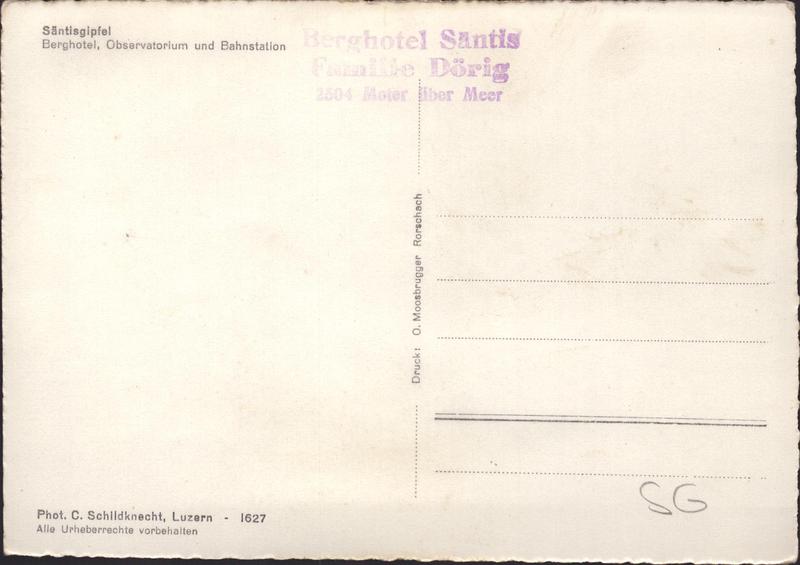 Säntisgipfel
Berghotel, Observatorium und Bahnstation
Berghotel Säntis
Familie Dörig
2504 Meter über Meer
Druck: O. Moosbrugger Rorschach
Phot. C. Schildknecht, Luzern - 1627
Alle Urheberrechte vorbehalten
SG